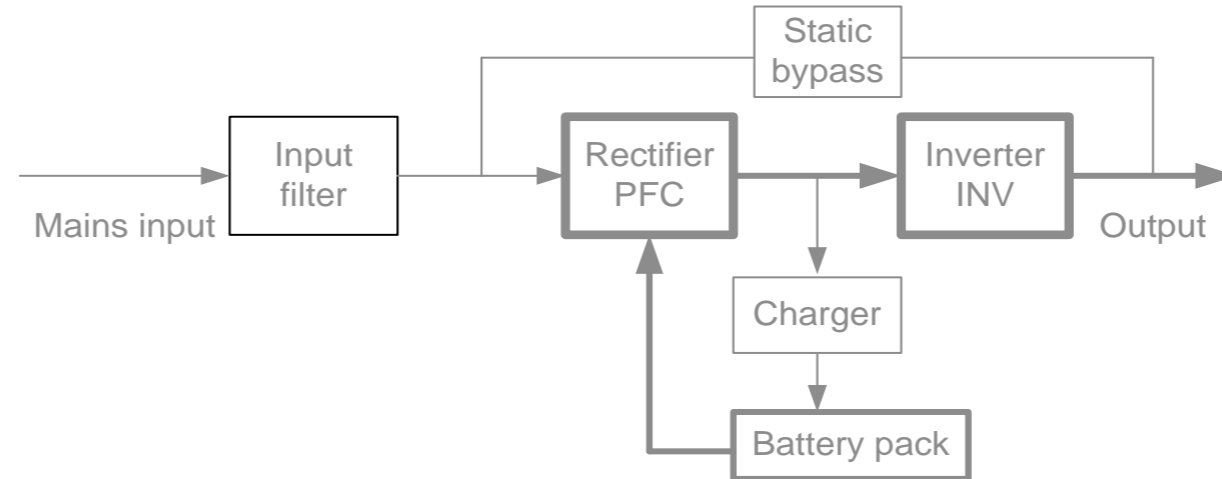 Static
bypass
Input
filter
Rectifier
PFC
Inverter
INV
Mains input
Output
Charger
Battery pack